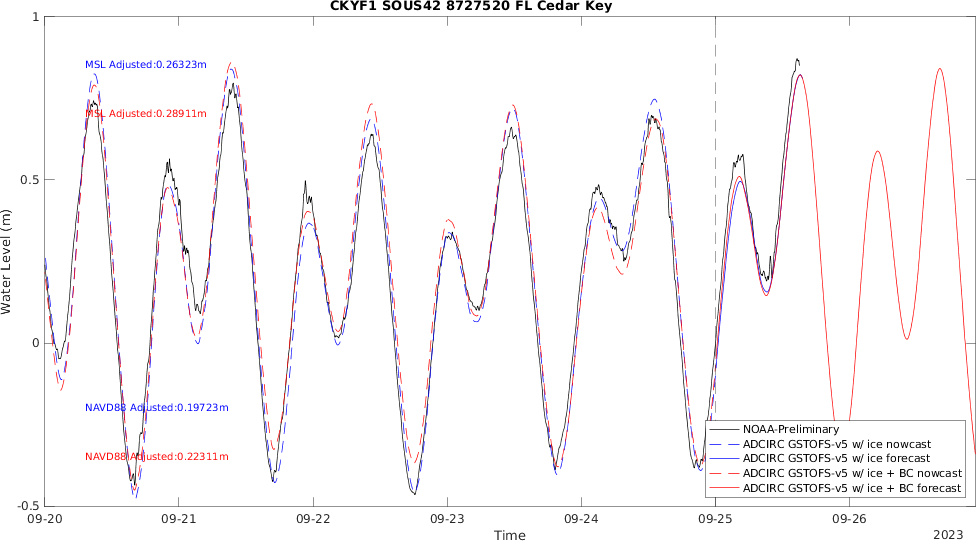 CKYF1 SOUS42 8727520 FL Cedar Key
1
0.5
0
-0.5
Water Level (m)
MSL Adjusted:0.26323m
MSL Adjusted:0.28911m
NAVD88 Adjusted:0.19723m
NAVD88 Adjusted:0.22311m
NOAA-Preliminary
ADCIRC GSTOFS-v5 w/ ice nowcast
ADCIRC GSTOFS-v5 w/ ice forecast
ADCIRC GSTOFS-v5 w/ ice + BC nowcast
ADCIRC GSTOFS-v5 w/ ice + BC forecast
09-20 09-21 09-22 09-23 09-24 09-25 09-26
Time
2023